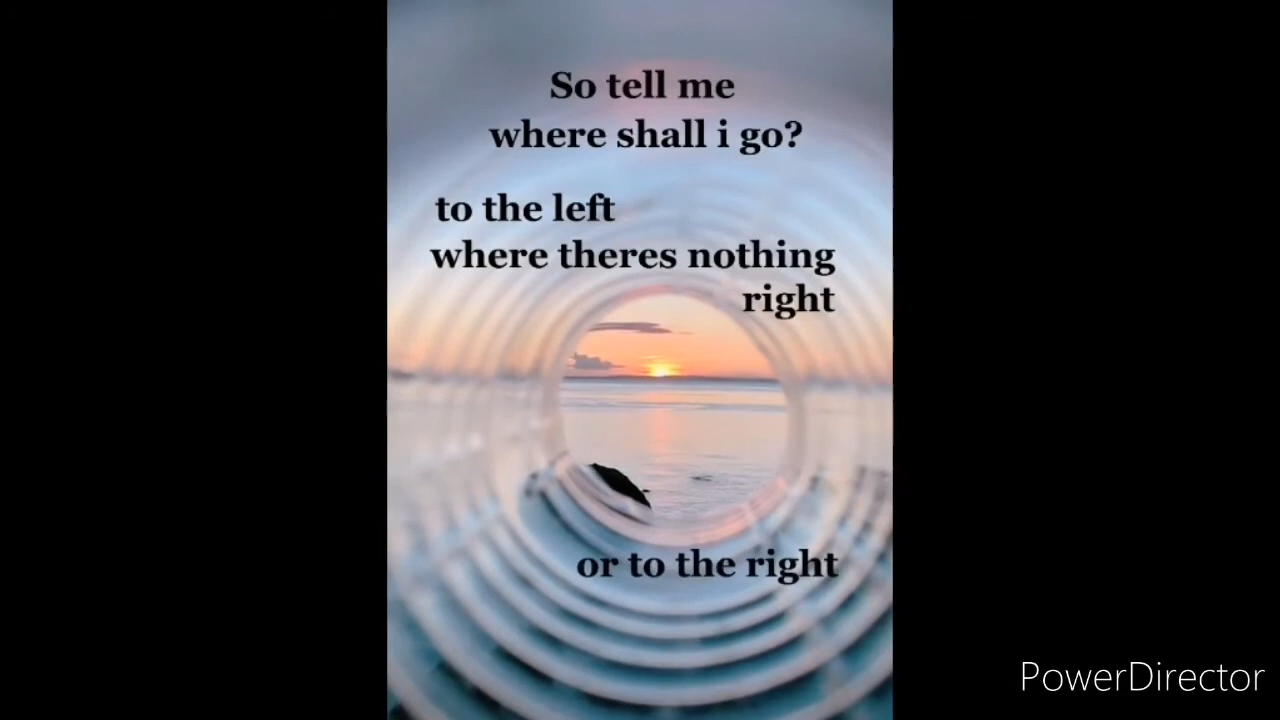 So tell me
where shall i go?
to the left
where theres nothing
right
or to the right
PowerDirector